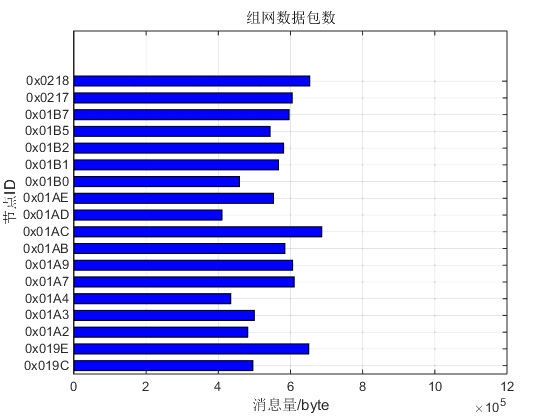 组网数据包数
0x0218
0x0217
0x01B7
0x01B5
0x01B2
0x01B1
0x01B0
0x01AE
0x01AD
0x01AC
0x01AB
0x01A9
0x01A7
0x01A4
0x01A3
0x01A2
0x019E
0x019C
节点ID
0 2 4 6 8 10 12
消息量/byte
×10⁵